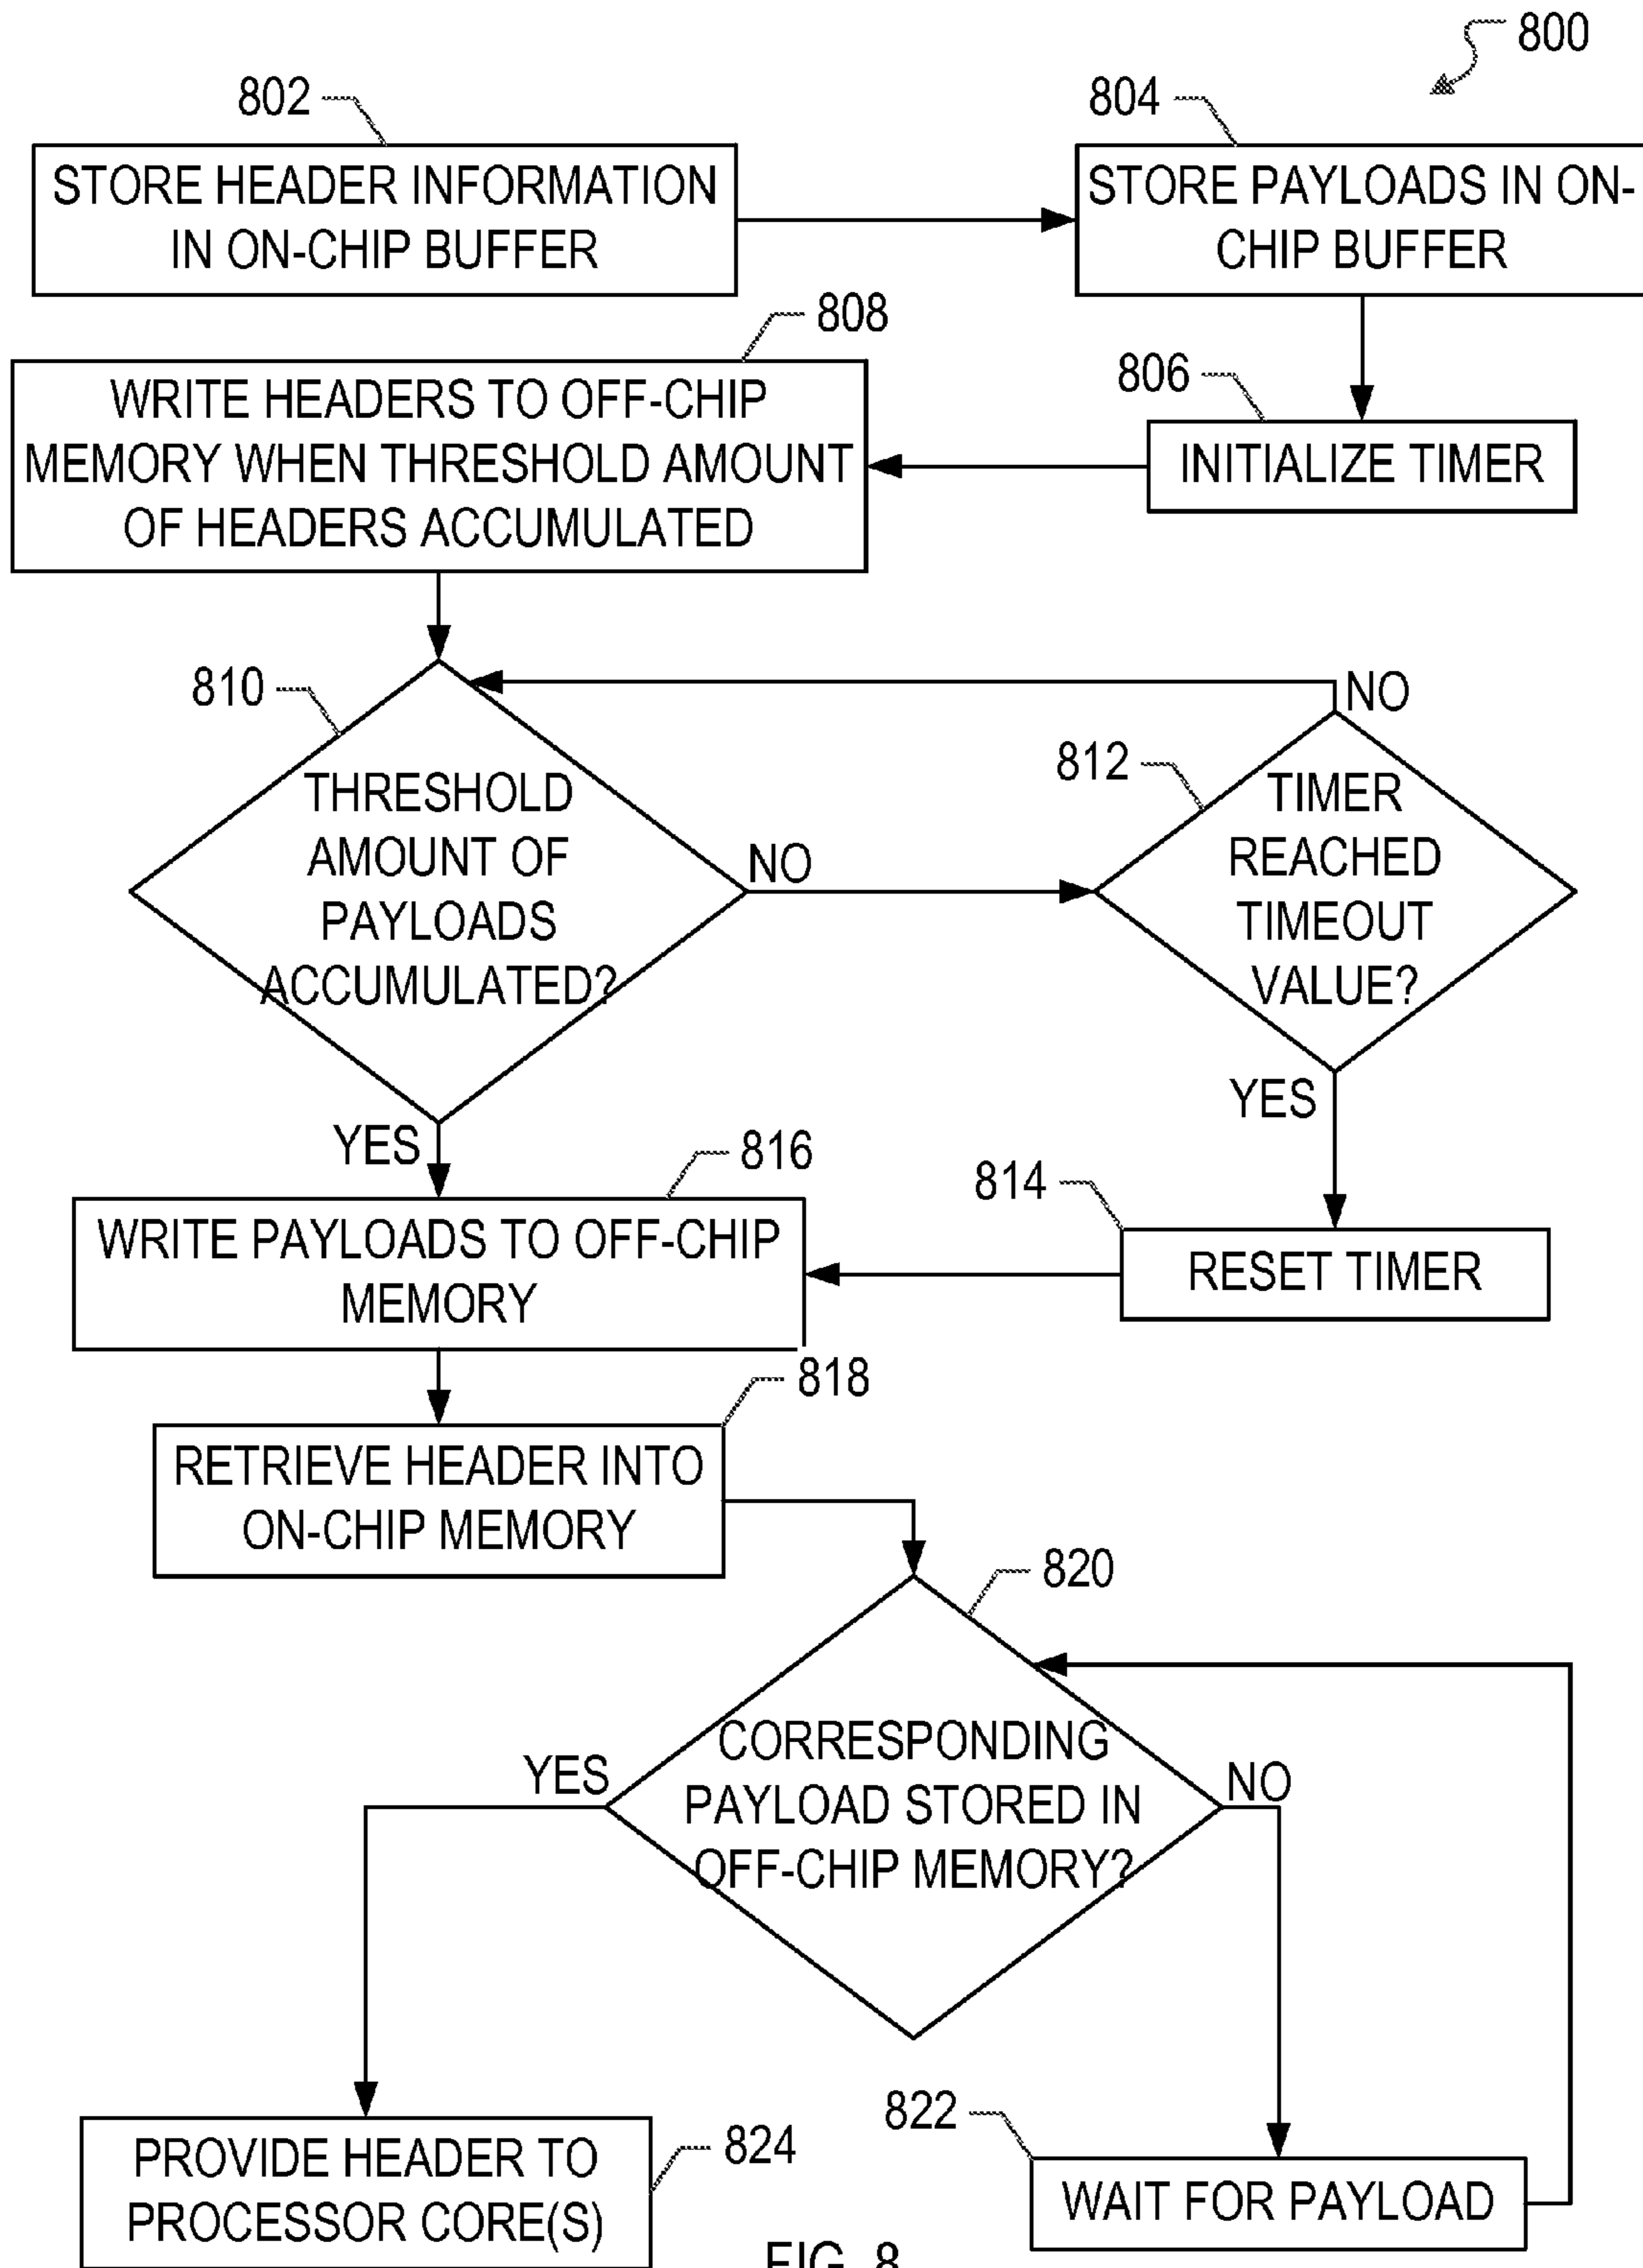 800
802
804
STORE HEADER INFORMATION
IN ON-CHIP BUFFER
STORE PAYLOADS IN ON-
CHIP BUFFER
808
806
WRITE HEADERS TO OFF-CHIP
MEMORY WHEN THRESHOLD AMOUNT
OF HEADERS ACCUMULATED
INITIALIZE TIMER
810
NO
812
THRESHOLD
AMOUNT OF
PAYLOADS
ACCUMULATED?
NO
TIMER
REACHED
TIMEOUT
VALUE?
YES
YES
816
814
WRITE PAYLOADS TO OFF-CHIP
MEMORY
RESET TIMER
818
RETRIEVE HEADER INTO
ON-CHIP MEMORY
820
CORRESPONDING
PAYLOAD STORED IN
OFF-CHIP MEMORY?
YES
NO
822
824
PROVIDE HEADER TO
PROCESSOR CORE(S)
WAIT FOR PAYLOAD
FIG. 8